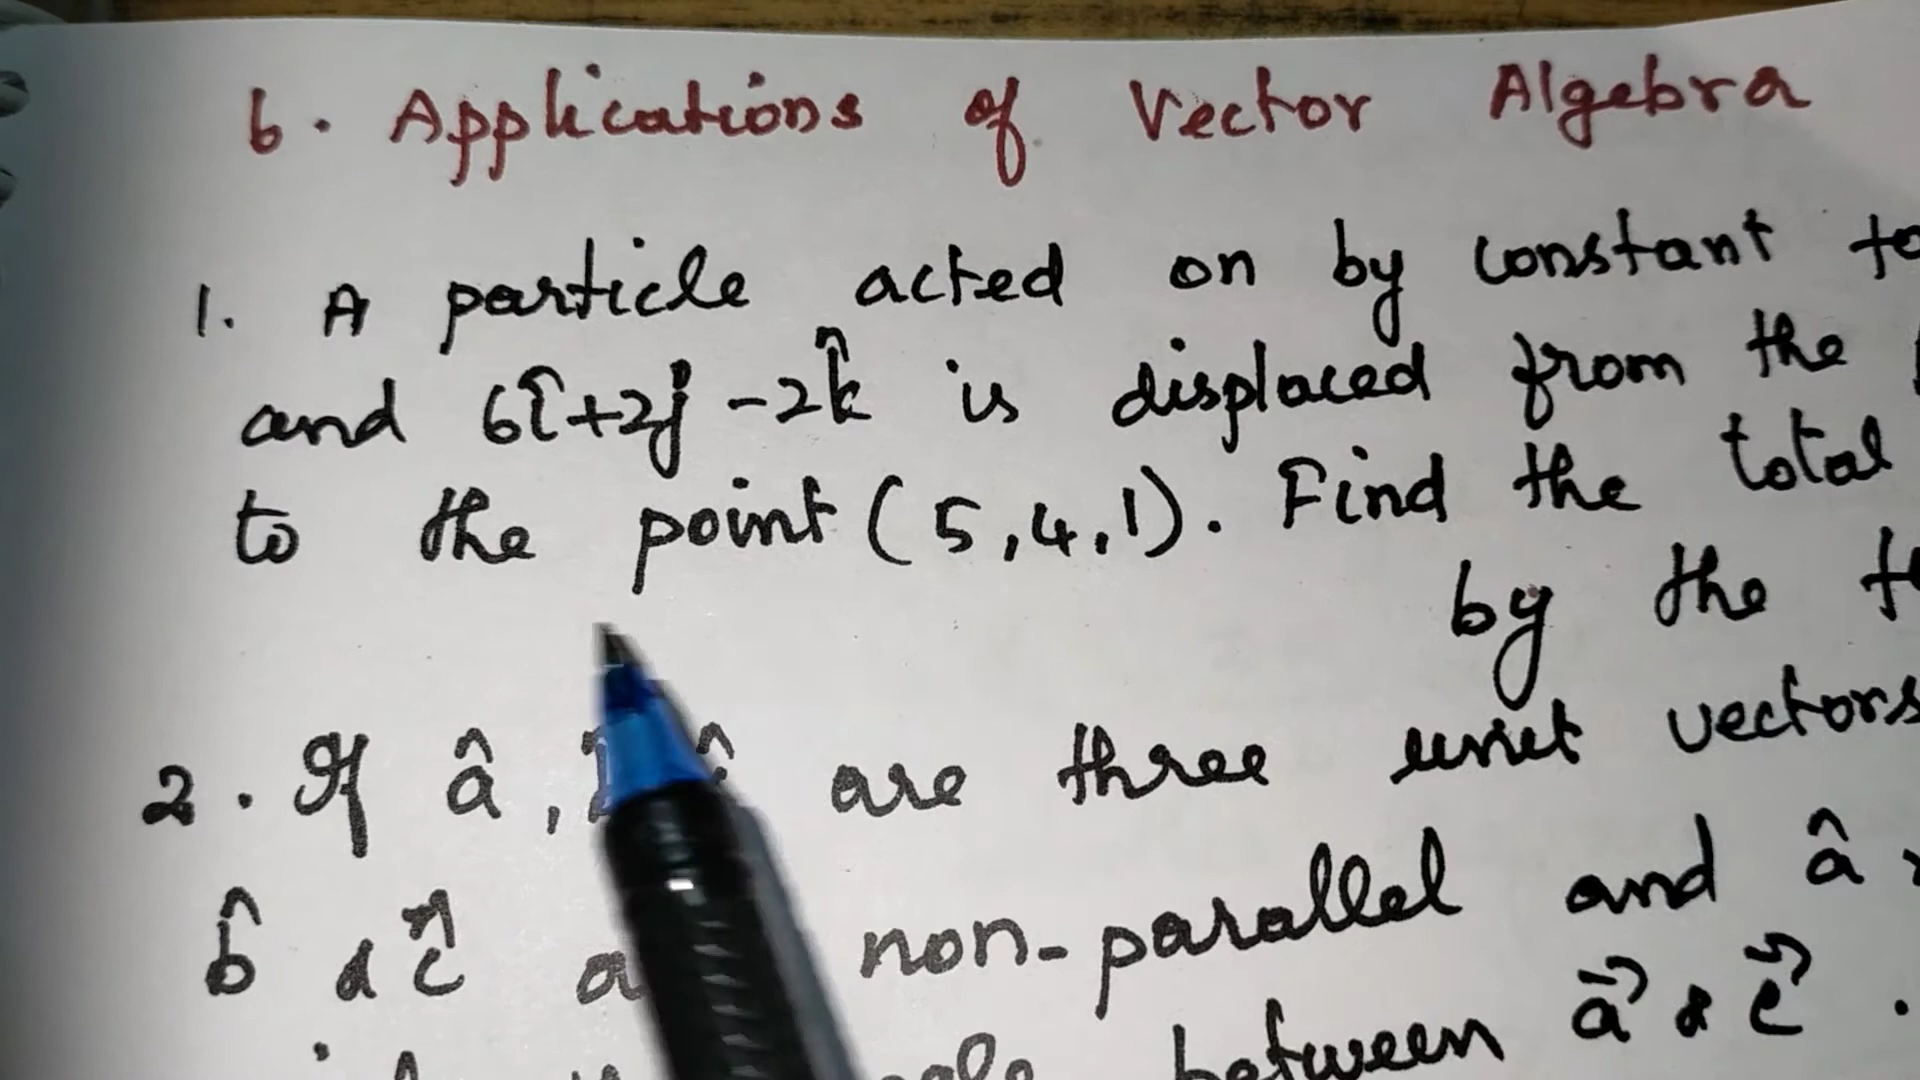 6. Applications of Vector Algebra
1. A particle acted on by constant
and 6î+2ĵ-2k̂ is displaced from the
to the point (5,4,1). Find the total
by the
2. If â, are three unit vectors
b̂ & ĉ non-parallel and â
between a⃗ & c⃗.